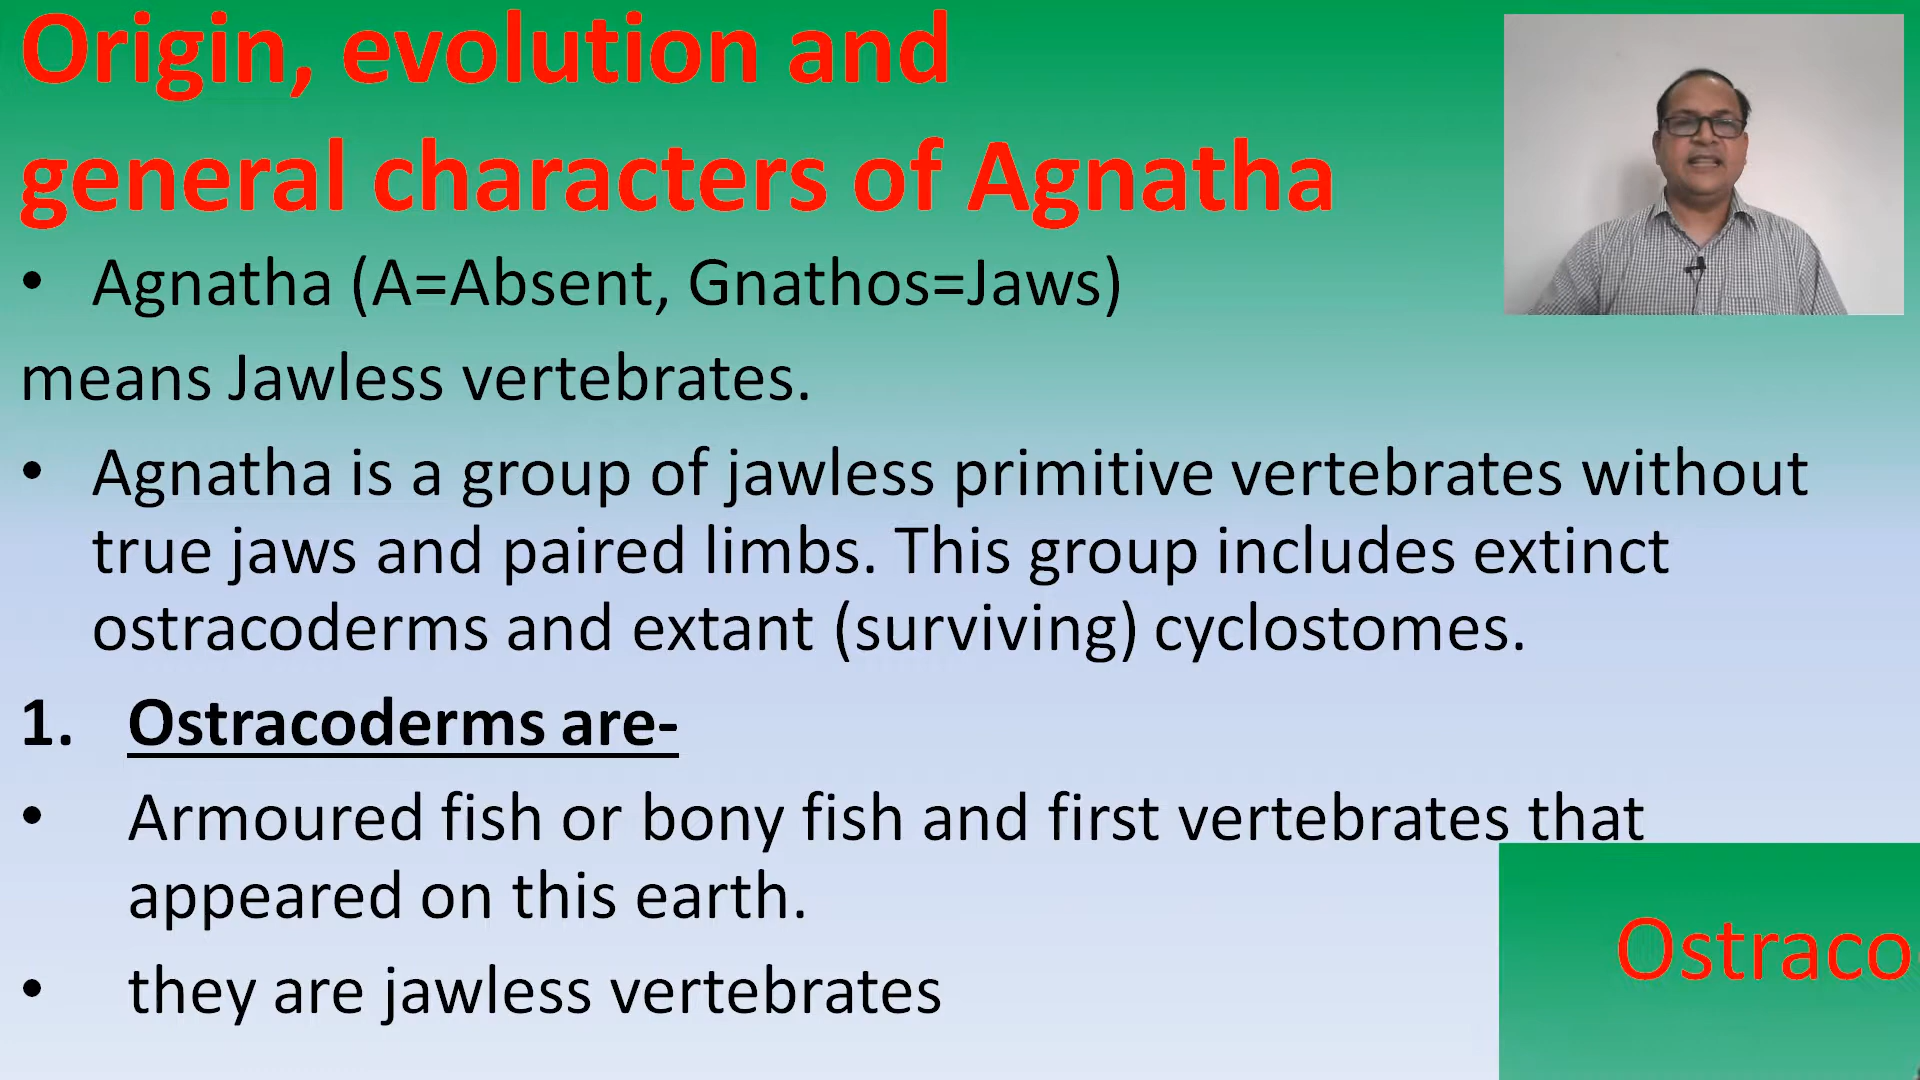 Origin, evolution and
general characters of Agnatha
• Agnatha (A=Absent, Gnathos=Jaws)
means Jawless vertebrates.
• Agnatha is a group of jawless primitive vertebrates without
true jaws and paired limbs. This group includes extinct
ostracoderms and extant (surviving) cyclostomes.
1. Ostracoderms are-
• Armoured fish or bony fish and first vertebrates that
appeared on this earth.
• they are jawless vertebrates
Ostraco